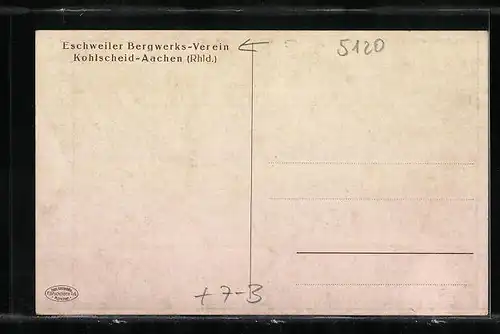 Eschweiler Bergwerks-Verein
Kohlscheid-Aachen (Rhld.)
5120
+ 7-B